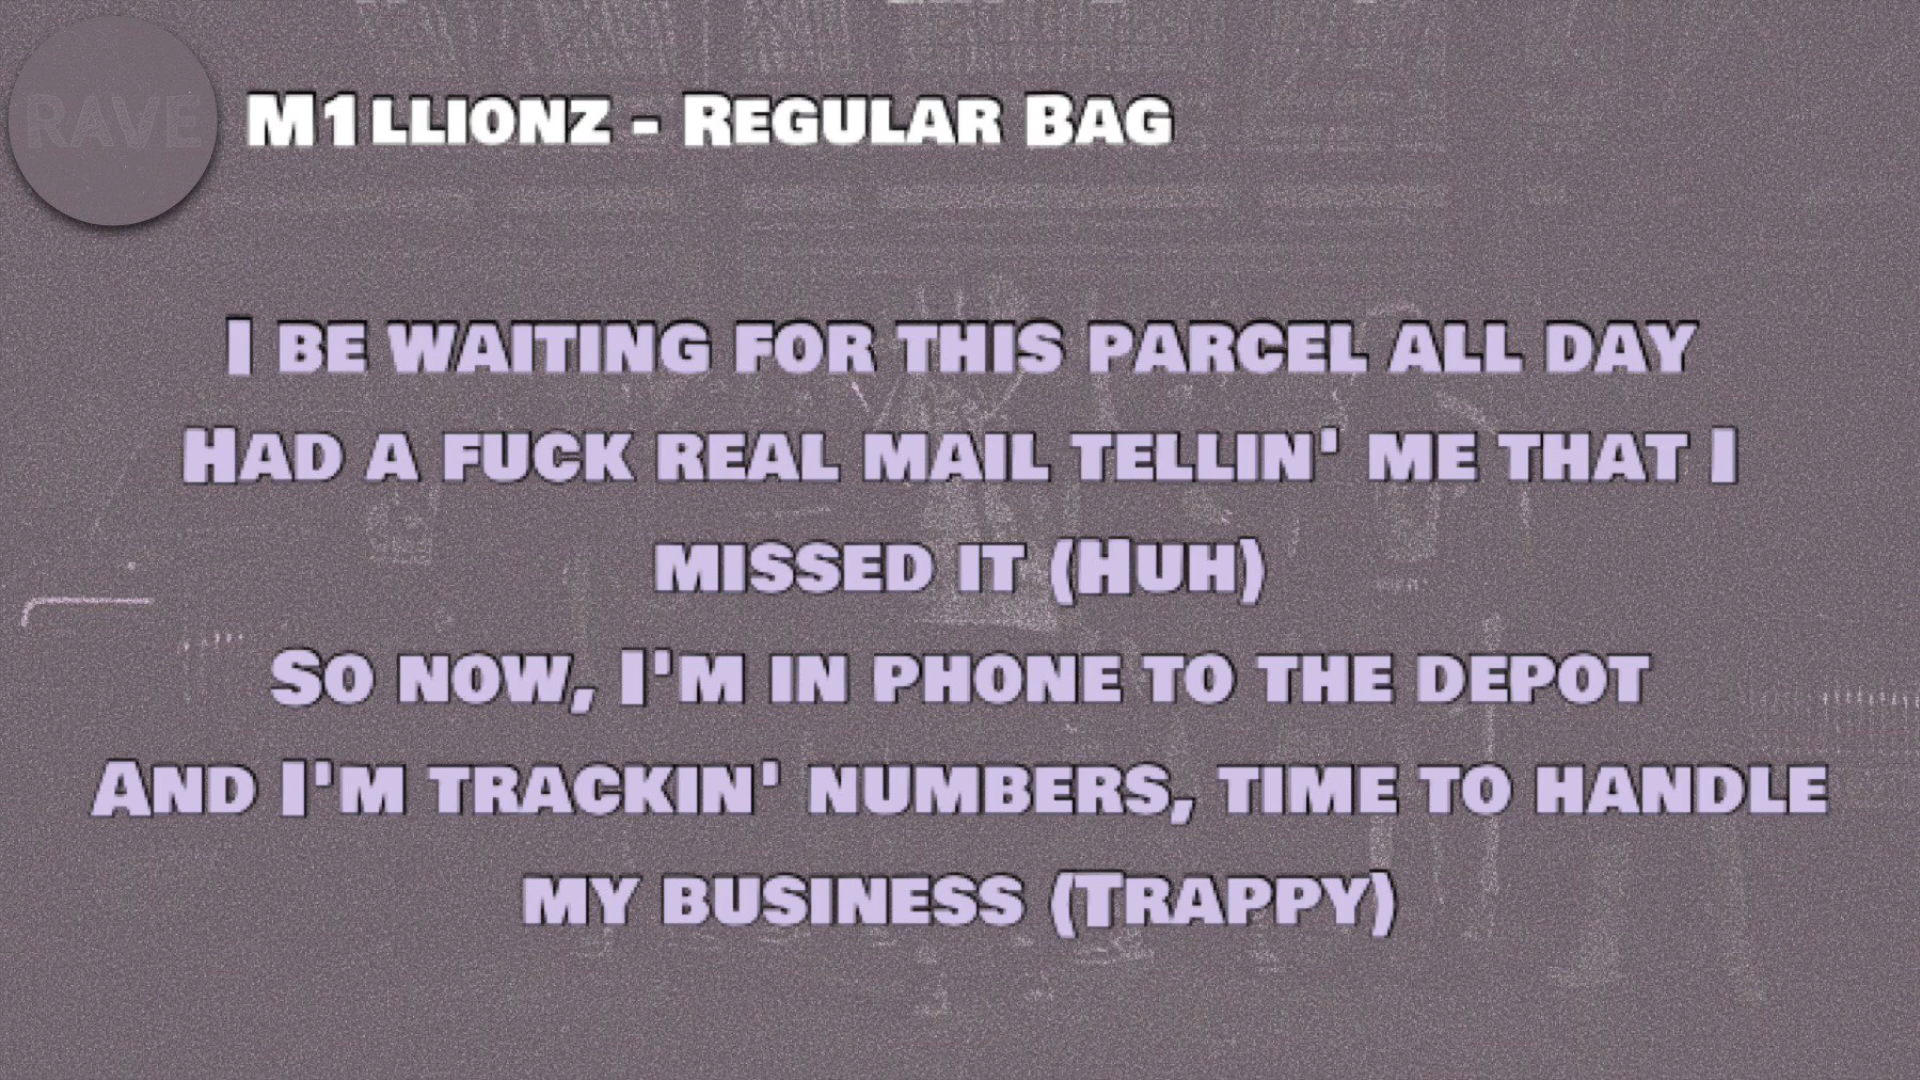 RAVE
M1llionz - Regular Bag
I be waiting for this parcel all day
Had a fuck real mail tellin' me that I
missed it (Huh)
So now, I'm in phone to the depot
And I'm trackin' numbers, time to handle
my business (Trappy)